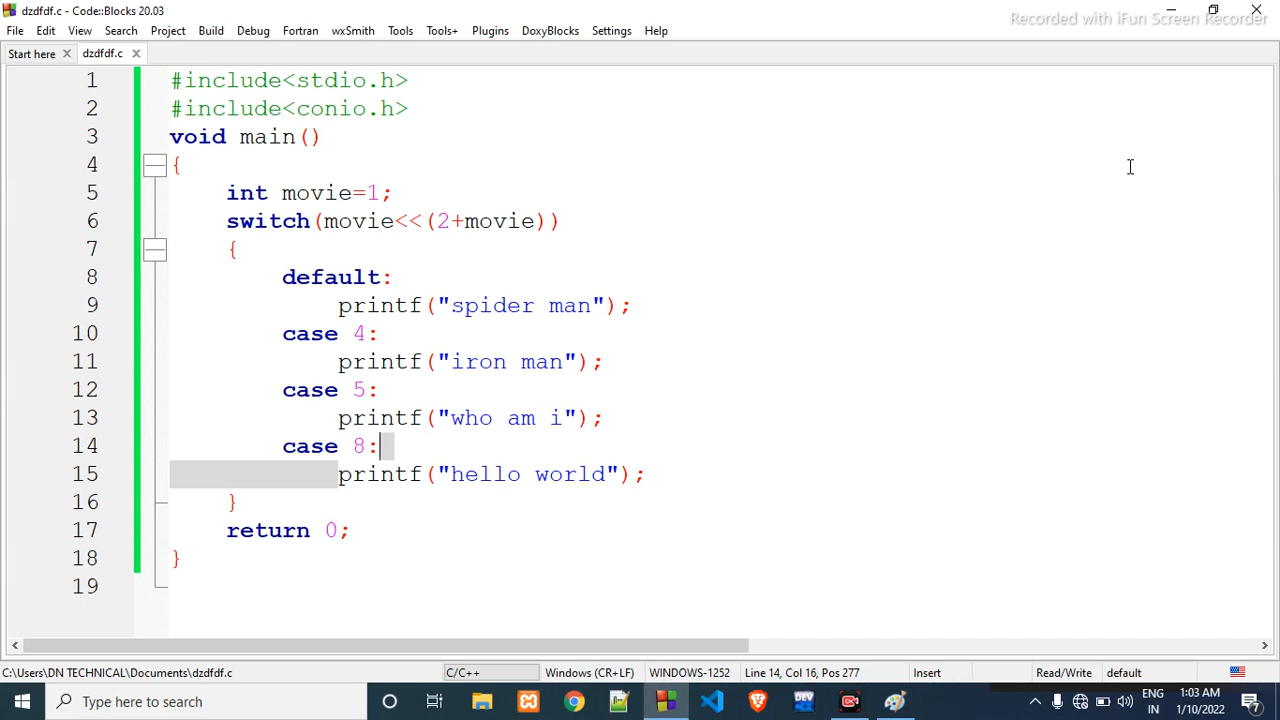 dzdfdf.c - Code::Blocks 20.03
Recorded with iFun Screen Recorder
File Edit View Search Project Build Debug Fortran wxSmith Tools Tools+ Plugins DoxyBlocks Settings Help
Start here dzdfdf.c
1 #include<stdio.h>
2 #include<conio.h>
3 void main()
4 {
5 int movie=1;
6 switch(movie<<(2+movie))
7 {
8 default:
9 printf("spider man");
10 case 4:
11 printf("iron man");
12 case 5:
13 printf("who am i");
14 case 8:
15 printf("hello world");
16 }
17 return 0;
18 }
19
C:\Users\DN TECHNICAL\Documents\dzdfdf.c C/C++ Windows (CR+LF) WINDOWS-1252 Line 14, Col 16, Pos 277 Insert Read/Write default
Type here to search DEV ENG 1:03 AM
IN 1/10/2022 7